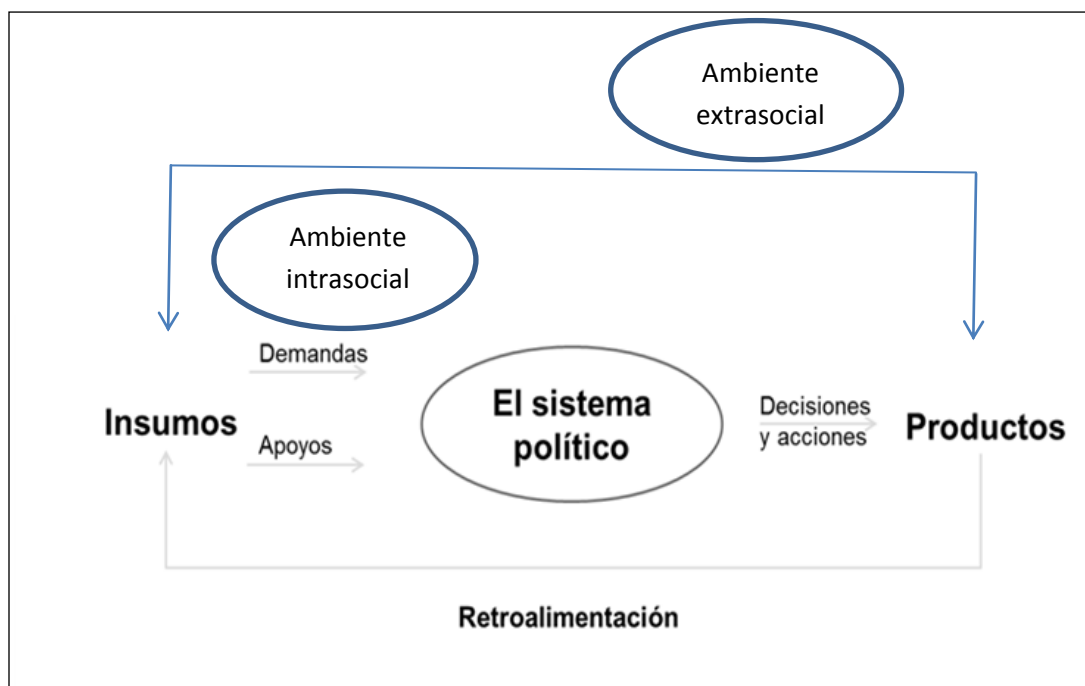 Ambiente
extrasocial
Ambiente
intrasocial
Demandas
Insumos
Apoyos
El sistema
político
Decisiones
y acciones
Productos
Retroalimentación